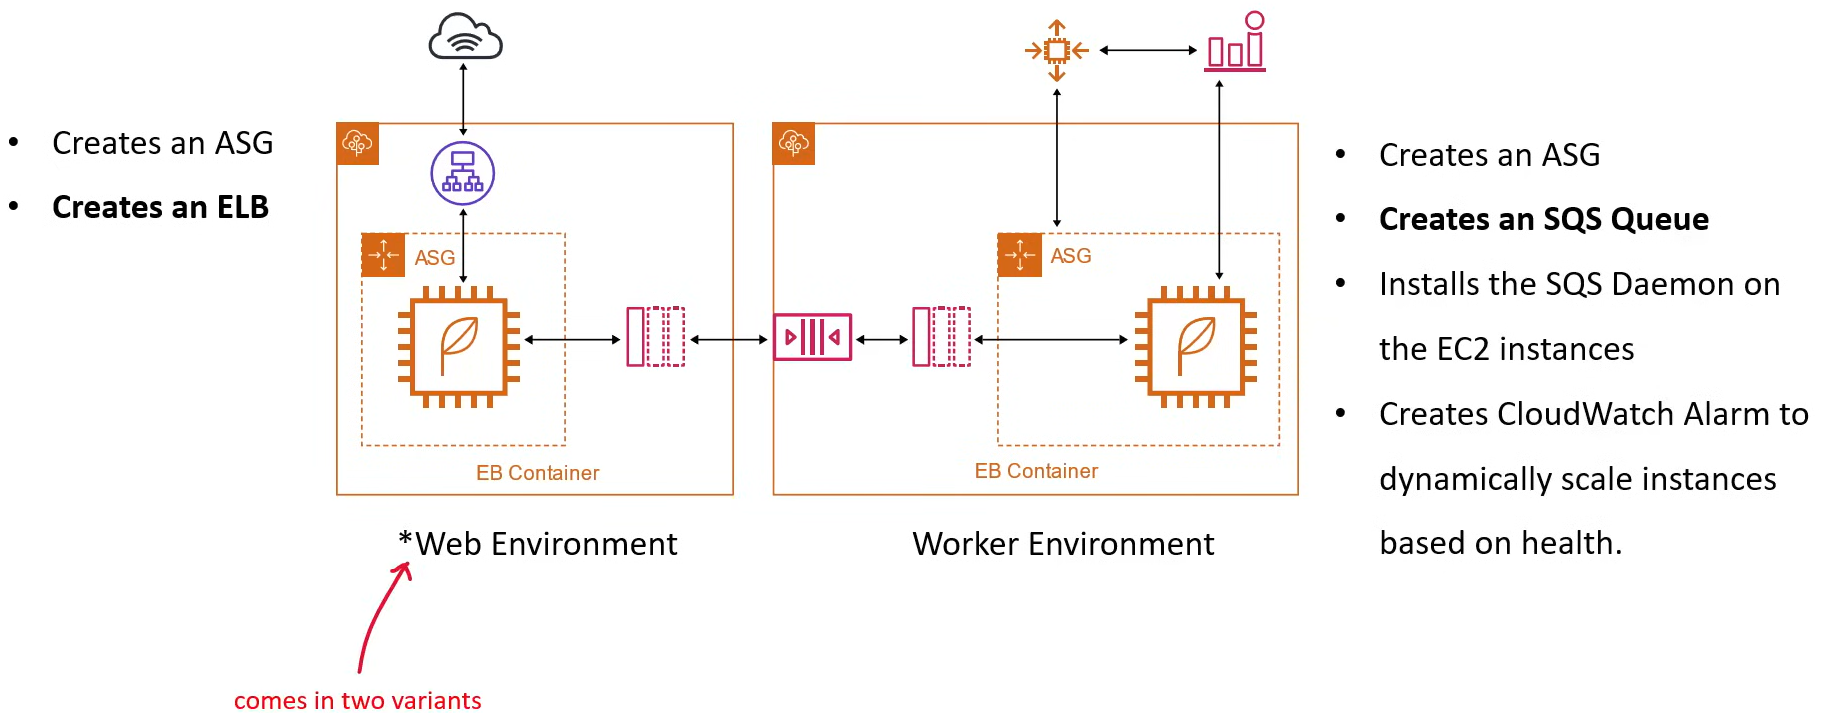 • Creates an ASG
• Creates an ELB
ASG
EB Container
*Web Environment
comes in two variants
ASG
EB Container
Worker Environment
• Creates an ASG
• Creates an SQS Queue
• Installs the SQS Daemon on
the EC2 instances
• Creates CloudWatch Alarm to
dynamically scale instances
based on health.